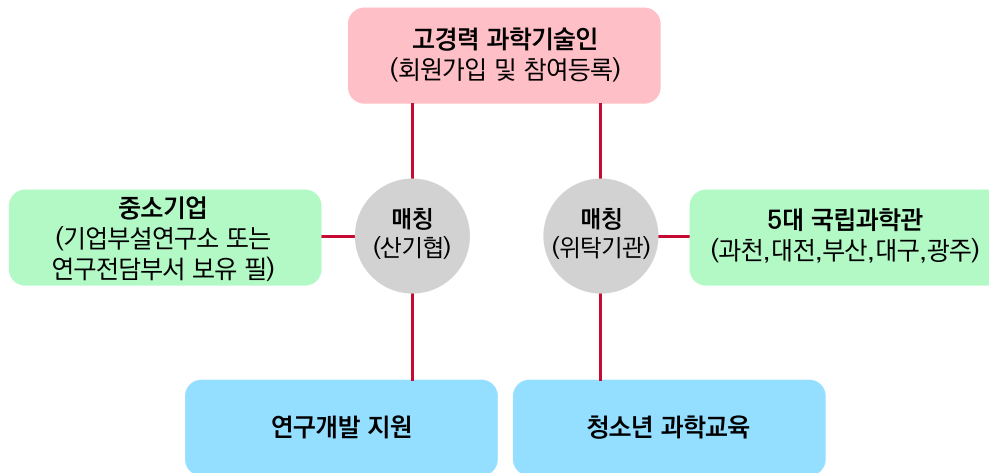 고경력 과학기술인
(회원가입 및 참여등록)
중소기업
(기업부설연구소 또는
연구전담부서 보유 필)
매칭
(산기협)
매칭
(위탁기관)
5대 국립과학관
(과천,대전,부산,대구,광주)
연구개발 지원
청소년 과학교육